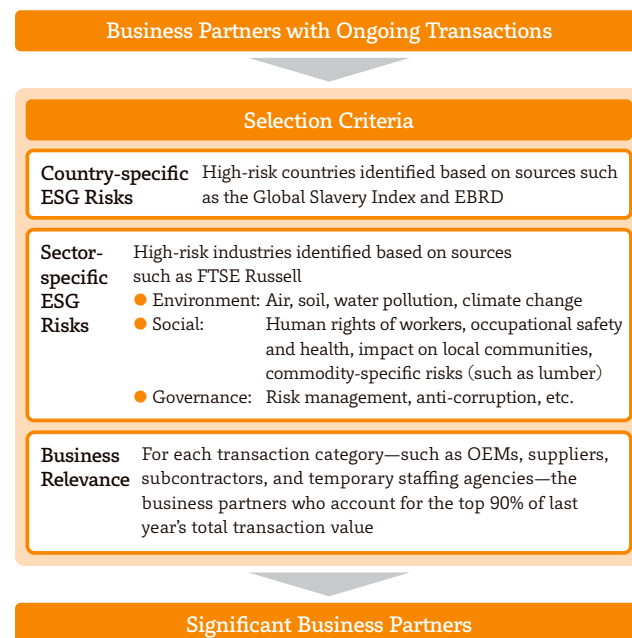 Business Partners with Ongoing Transactions
Selection Criteria
Country-specific
ESG Risks
High-risk countries identified based on sources such
as the Global Slavery Index and EBRD
Sector-
specific
ESG
Risks
High-risk industries identified based on sources
such as FTSE Russell
● Environment: Air, soil, water pollution, climate change
● Social: Human rights of workers, occupational safety
and health, impact on local communities,
commodity-specific risks (such as lumber)
● Governance: Risk management, anti-corruption, etc.
Business
Relevance
For each transaction category—such as OEMs, suppliers,
subcontractors, and temporary staffing agencies—the
business partners who account for the top 90% of last
year's total transaction value
Significant Business Partners